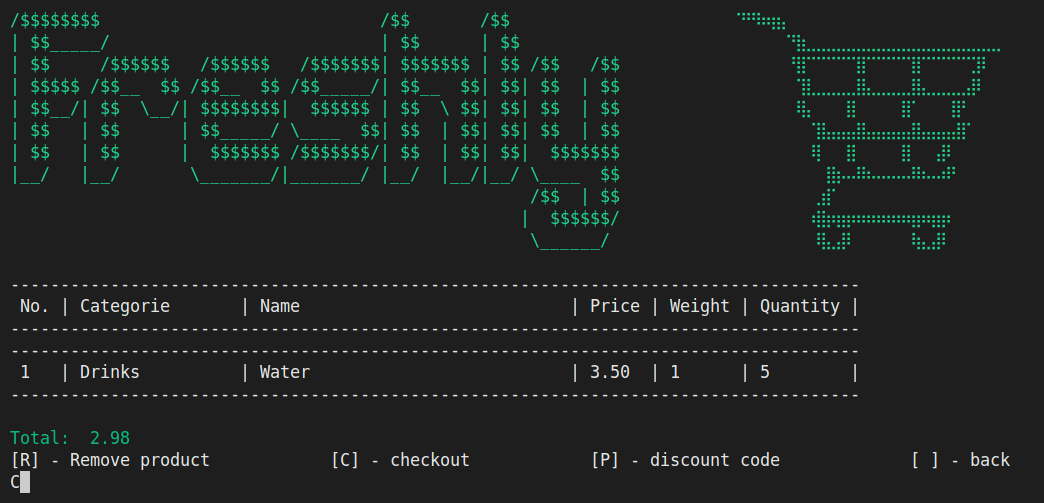 Freshly
No. | Categorie | Name | Price | Weight | Quantity |
1 | Drinks | Water | 3.50 | 1 | 5 |
Total: 2.98
[R] - Remove product [C] - checkout [P] - discount code [ ] - back
C